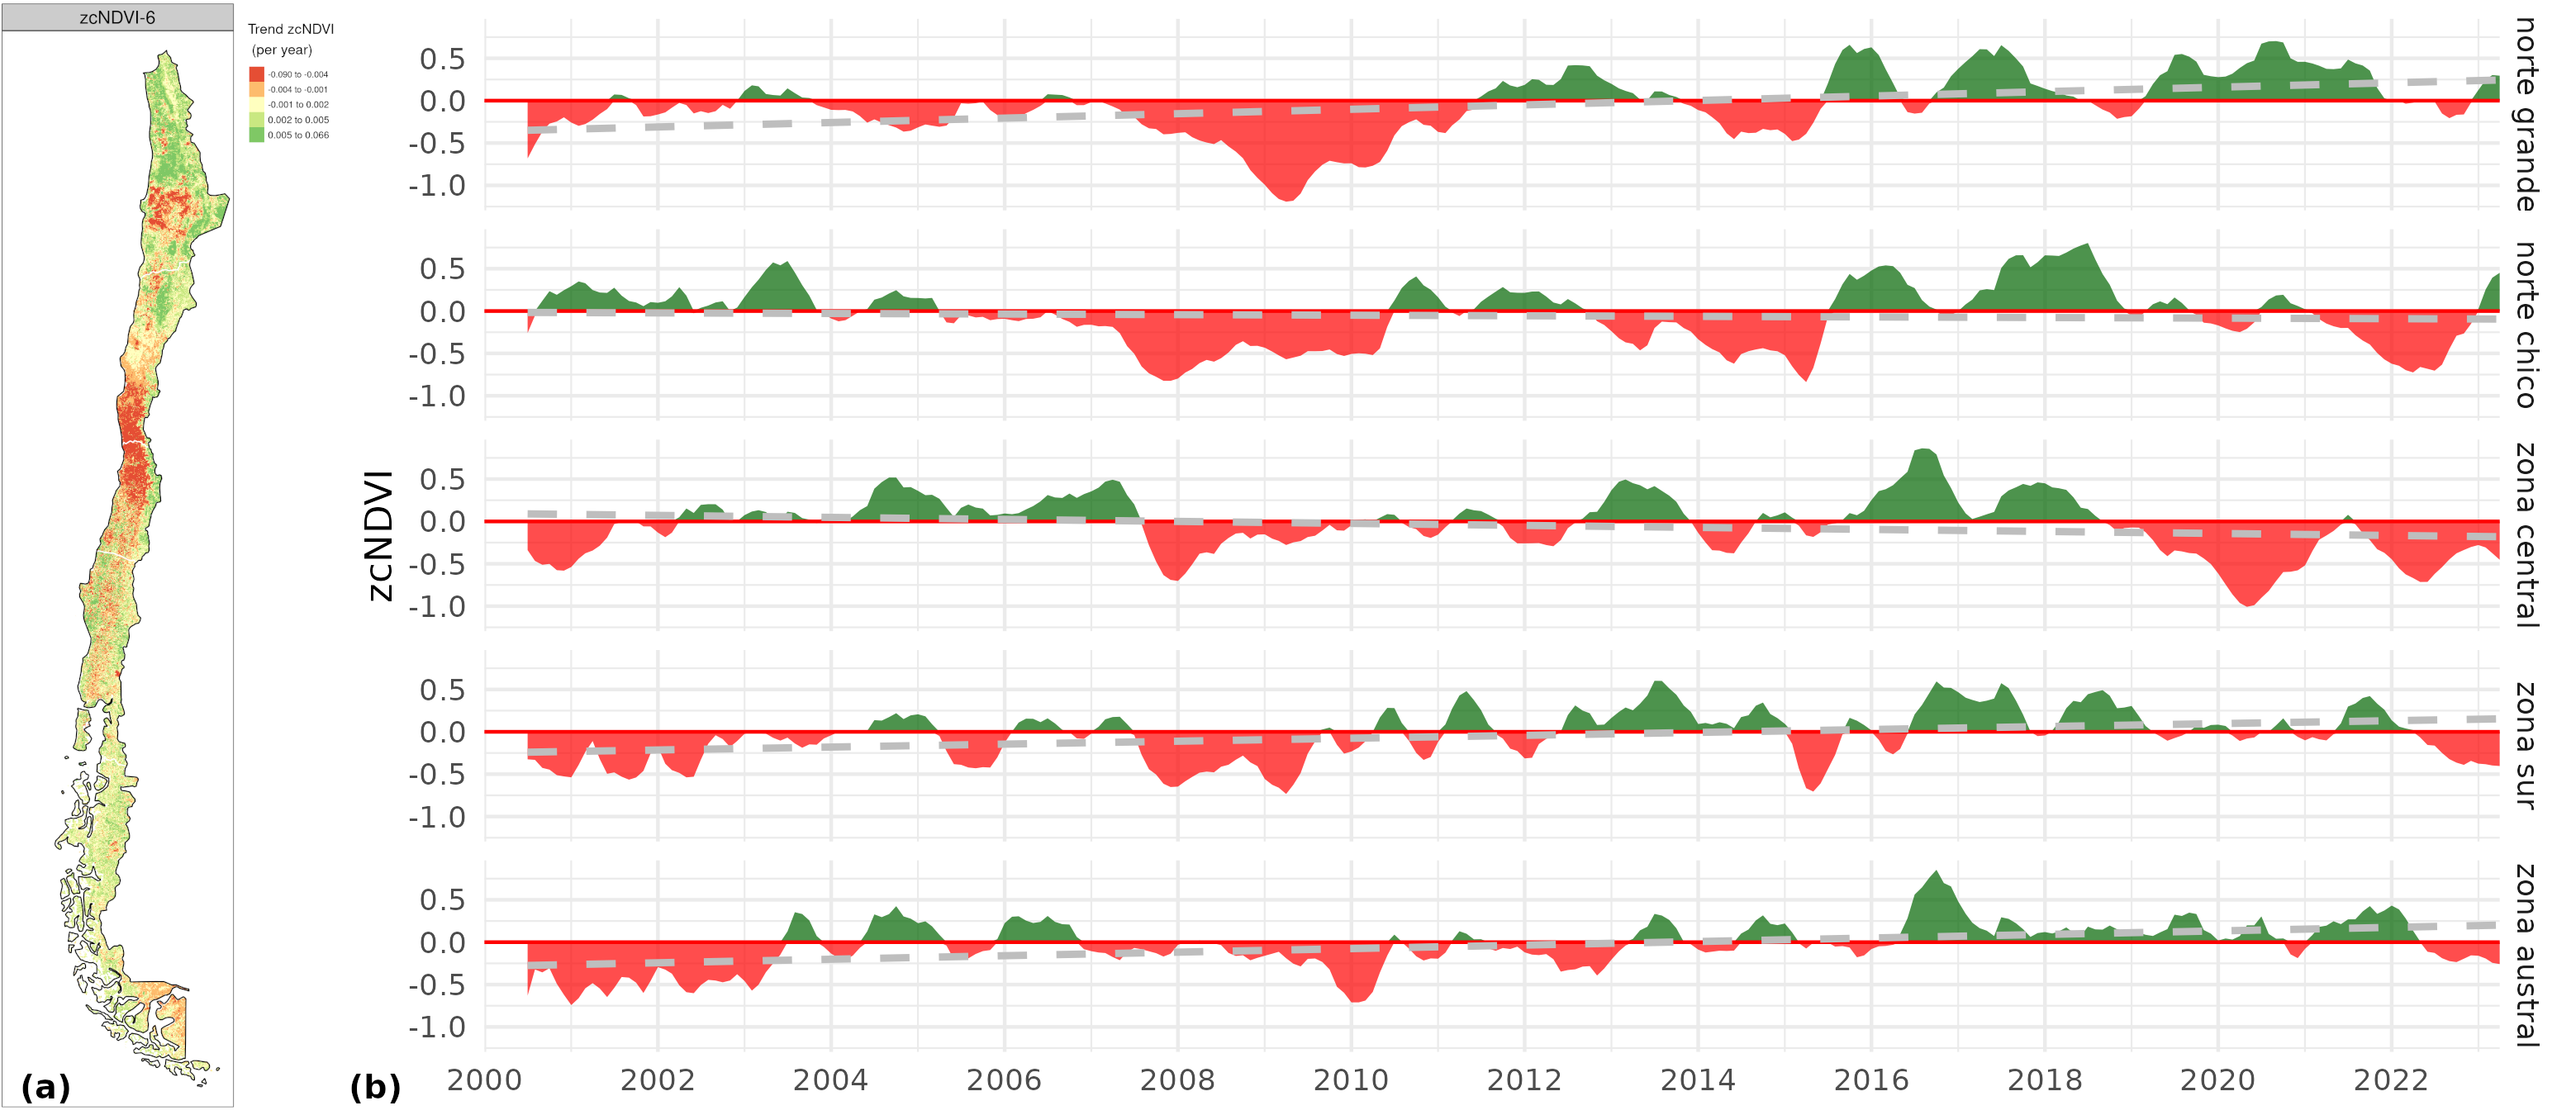 zcNDVI-6
Trend zcNDVI
(per year)
-0.090 to -0.004
-0.004 to -0.001
-0.001 to 0.002
0.002 to 0.005
0.005 to 0.066
(a)
zcNDVI
0.5
0.0
-0.5
-1.0
norte grande
0.5
0.0
-0.5
-1.0
norte chico
0.5
0.0
-0.5
-1.0
zona central
0.5
0.0
-0.5
-1.0
zona sur
0.5
0.0
-0.5
-1.0
zona austral
(b)
2000 2002 2004 2006 2008 2010 2012 2014 2016 2018 2020 2022